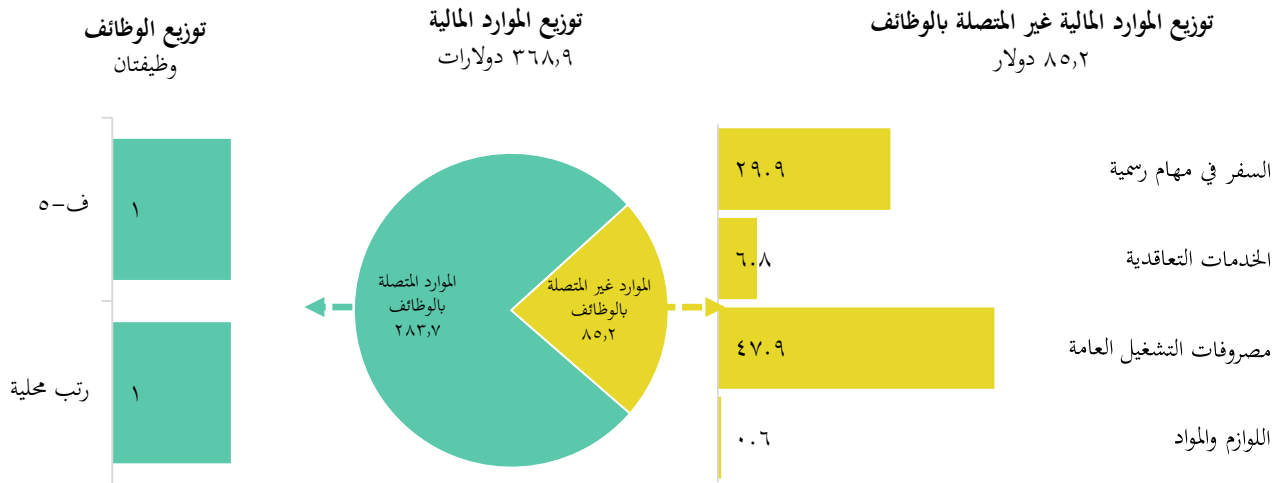 توزيع الموارد المالية غير المتصلة بالوظائف
٨٥,٢ دولار
السفر في مهام رسمية
٢٩.٩
الخدمات التعاقدية
٦.٨
مصروفات التشغيل العامة
٤٧.٩
اللوازم والمواد
٠.٦
توزيع الموارد المالية
٣٦٨,٩ دولارات
الموارد غير المتصلة
بالوظائف
٨٥,٢
الموارد المتصلة
بالوظائف
٢٨٣,٧
توزيع الوظائف
وظيفتان
ف-٥
١
رتب محلية
١